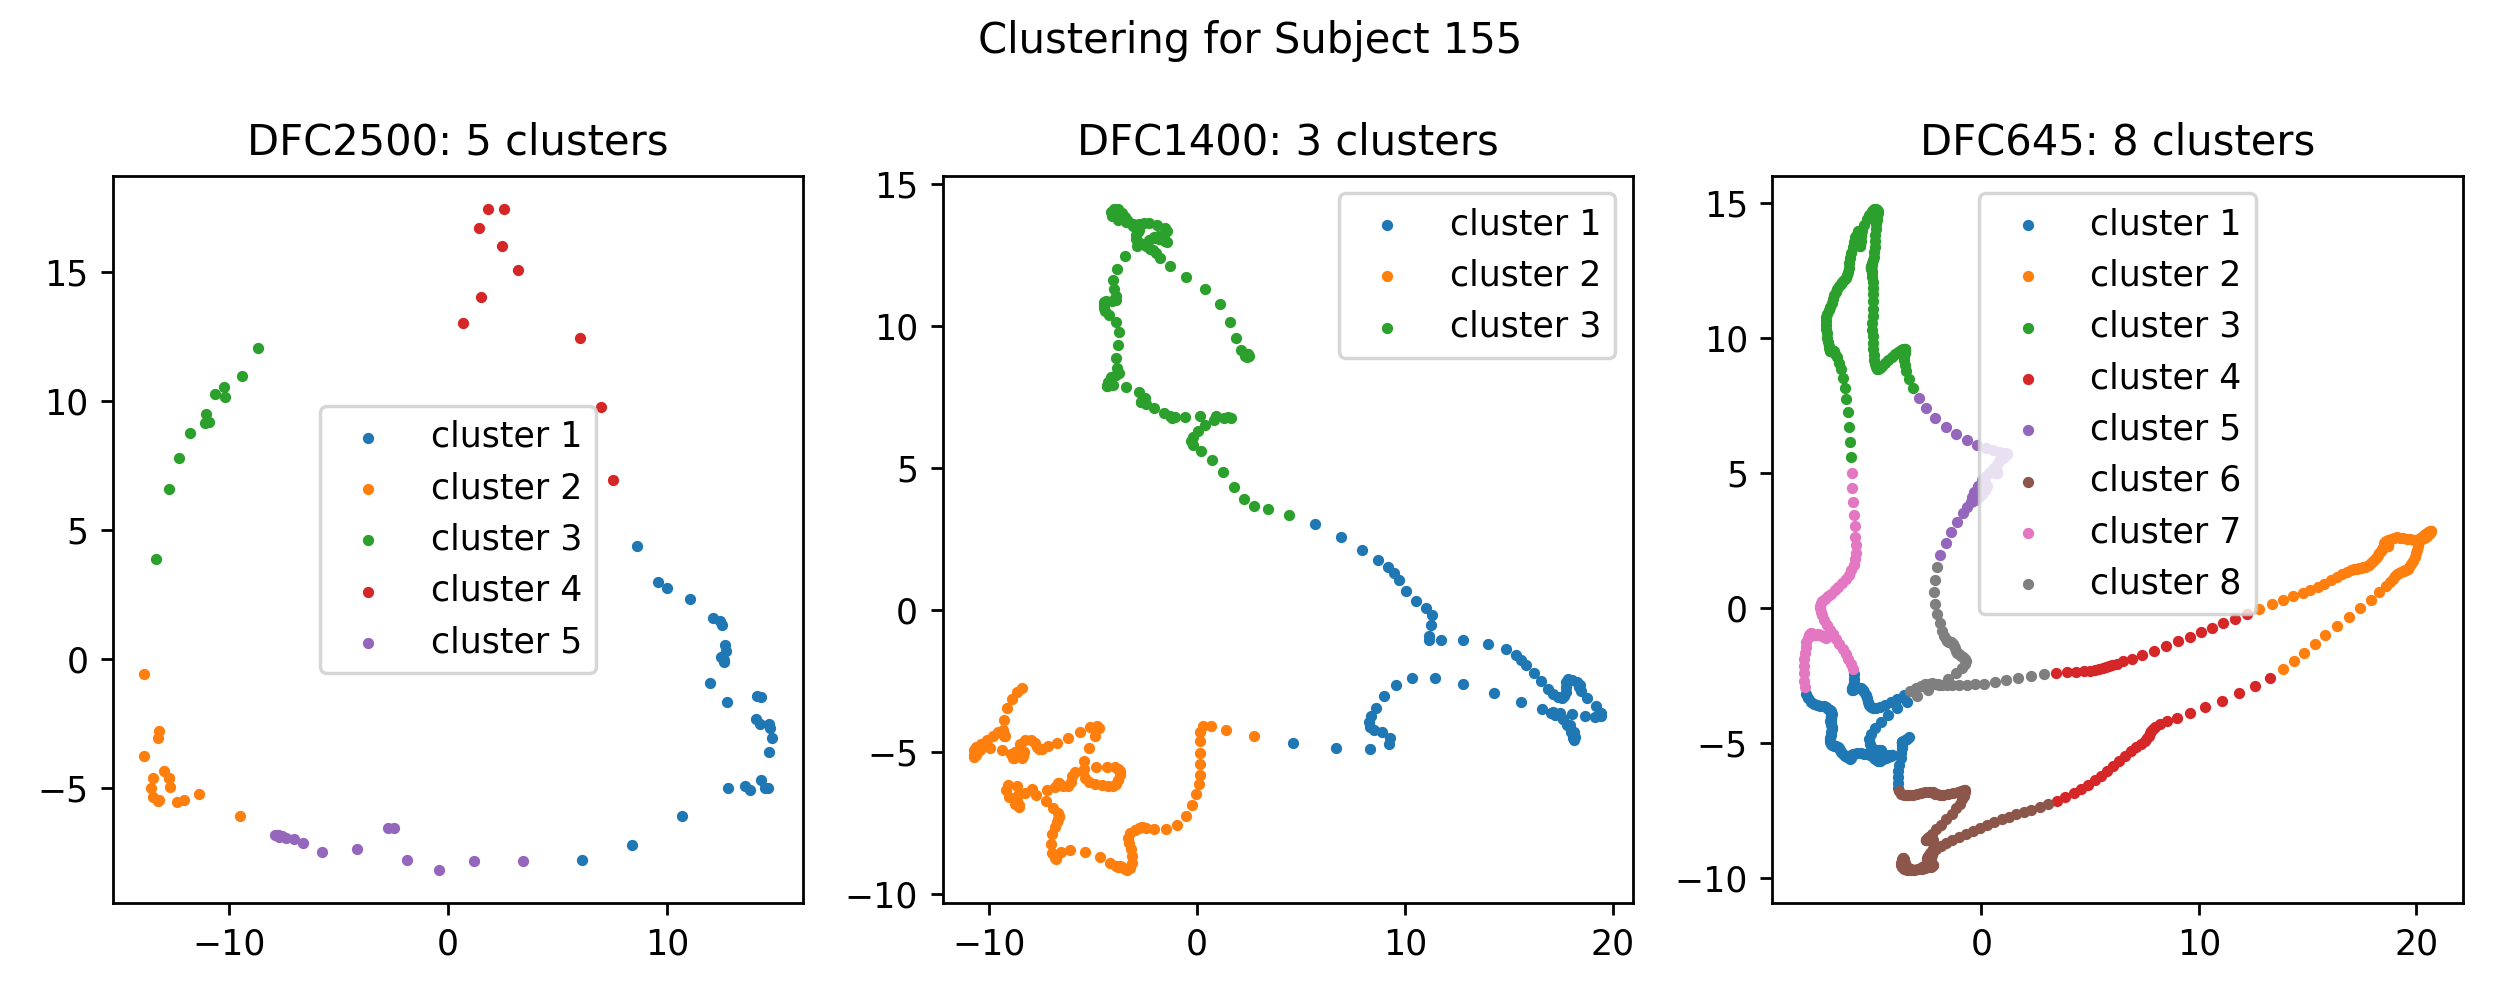 Clustering for Subject 155
DFC2500: 5 clusters
15
10
5
0
−5
−10
0
10
cluster 1
cluster 2
cluster 3
cluster 4
cluster 5
DFC1400: 3 clusters
15
10
5
0
−5
−10
−10
0
10
20
cluster 1
cluster 2
cluster 3
DFC645: 8 clusters
15
10
5
0
−5
−10
0
10
20
cluster 1
cluster 2
cluster 3
cluster 4
cluster 5
cluster 6
cluster 7
cluster 8